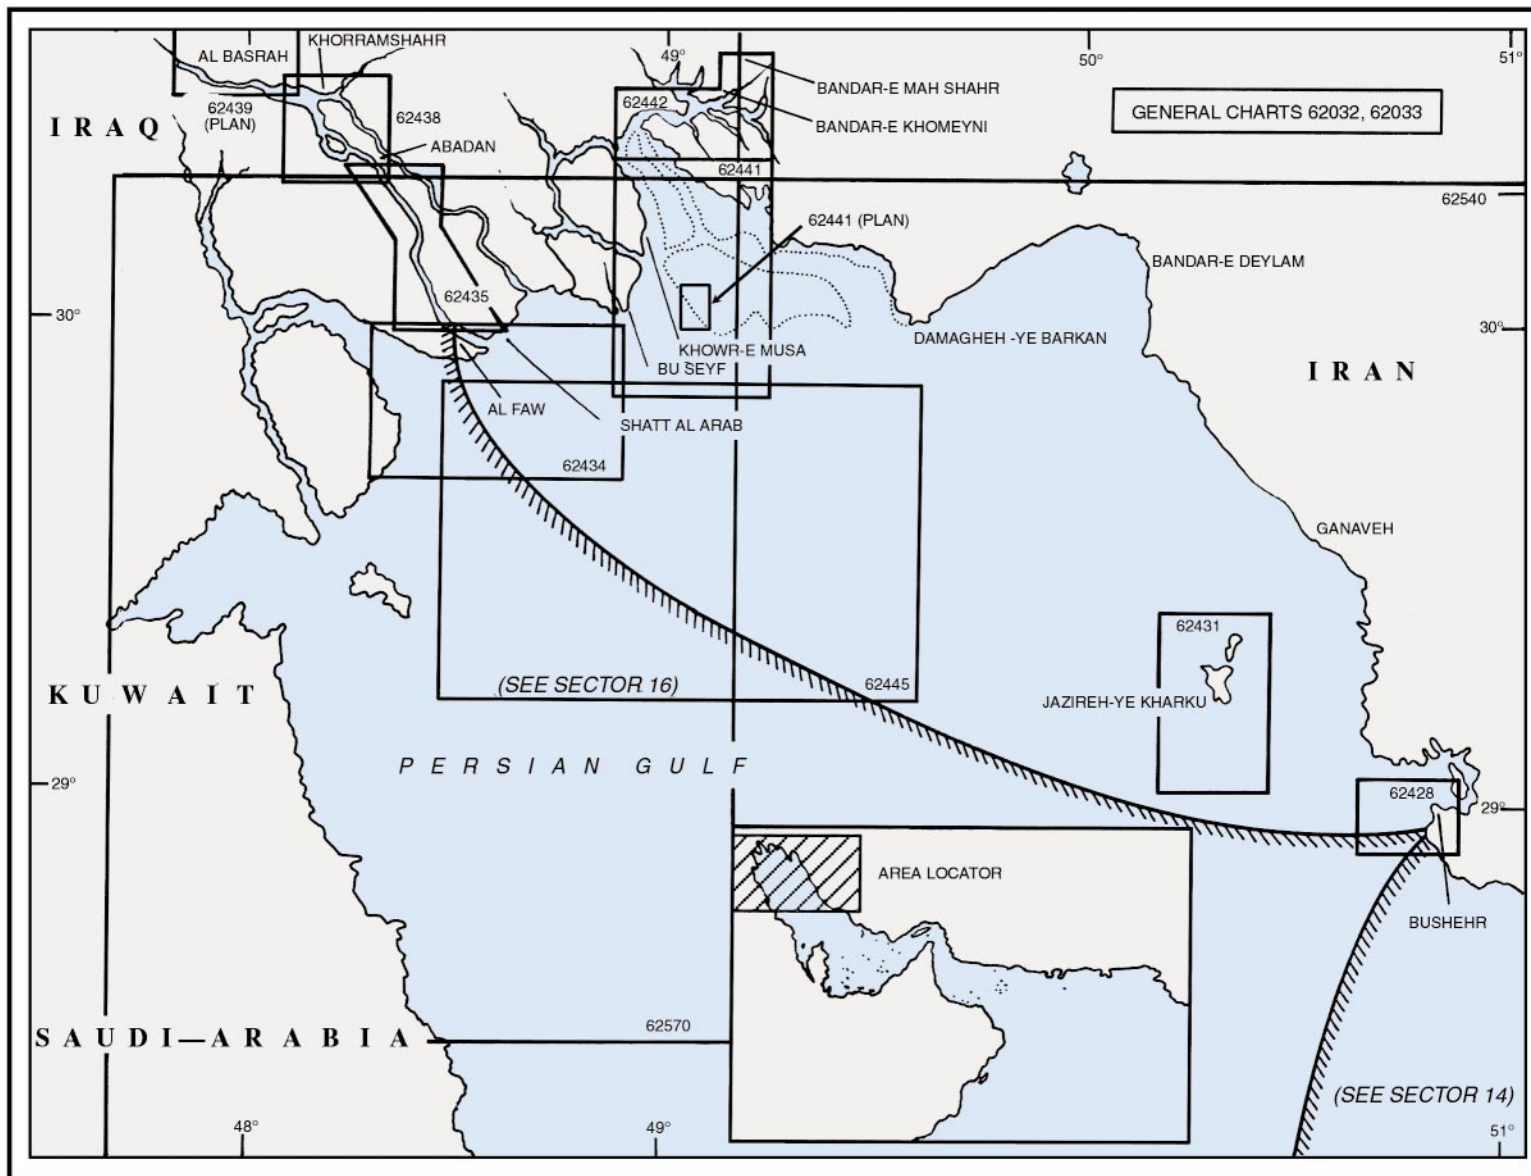 KHORRAMSHAHR
AL BASRAH
49°
50°
51°
BANDAR-E MAH SHAHR
62439
(PLAN)
62438
62442
GENERAL CHARTS 62032, 62033
IRAQ
BANDAR-E KHOMEYNI
ABADAN
62441
62540
62441 (PLAN)
BANDAR-E DEYLAM
62435
30°
30°
DAMAGHEH -YE BARKAN
KHOWR-E MUSA
BU SEYF
IRAN
AL FAW
SHATT AL ARAB
62434
GANAVEH
62431
(SEE SECTOR 16)
62445
KUWAIT
JAZIREH-YE KHARKU
PERSIAN GULF
29°
62428
29°
AREA LOCATOR
BUSHEHR
62570
SAUDI—ARABIA
(SEE SECTOR 14)
48°
49°
51°